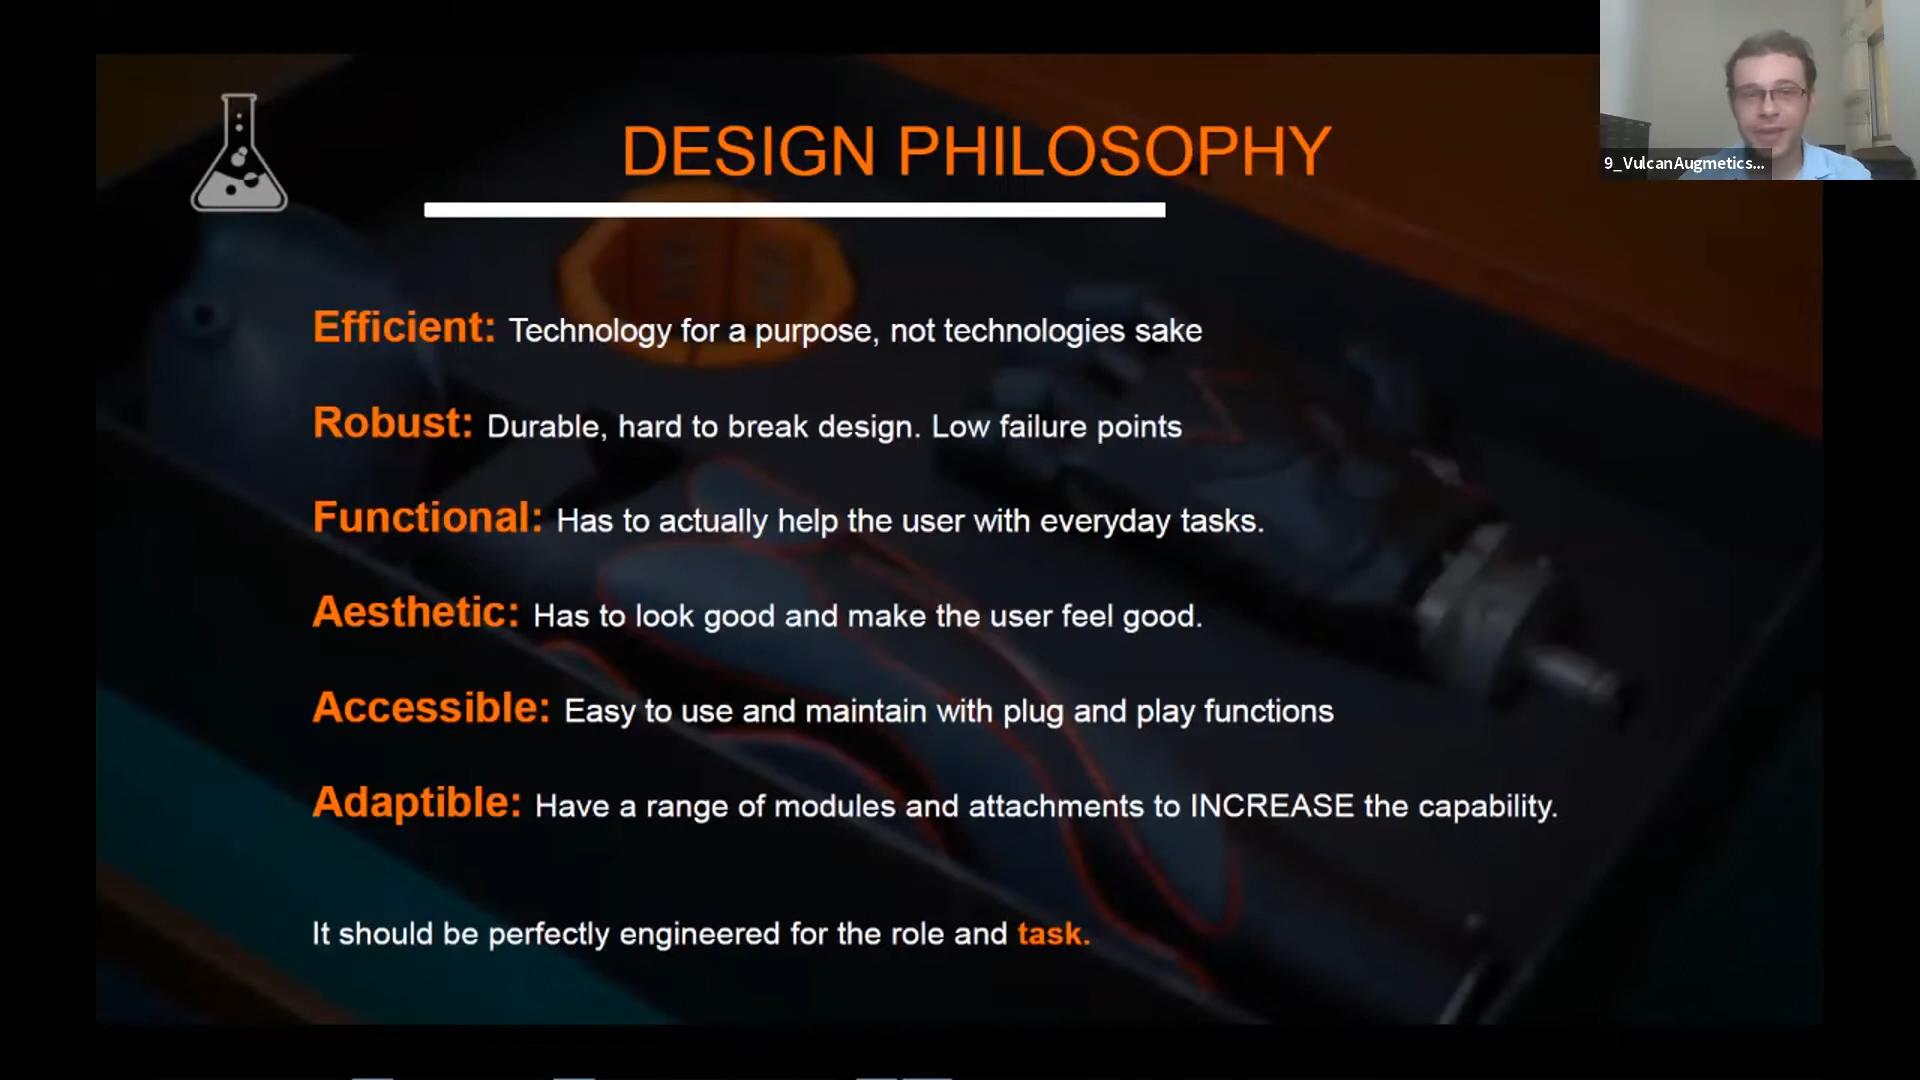 DESIGN PHILOSOPHY
9_VulcanAugmetics...
Efficient: Technology for a purpose, not technologies sake
Robust: Durable, hard to break design. Low failure points
Functional: Has to actually help the user with everyday tasks.
Aesthetic: Has to look good and make the user feel good.
Accessible: Easy to use and maintain with plug and play functions
Adaptible: Have a range of modules and attachments to INCREASE the capability.
It should be perfectly engineered for the role and task.